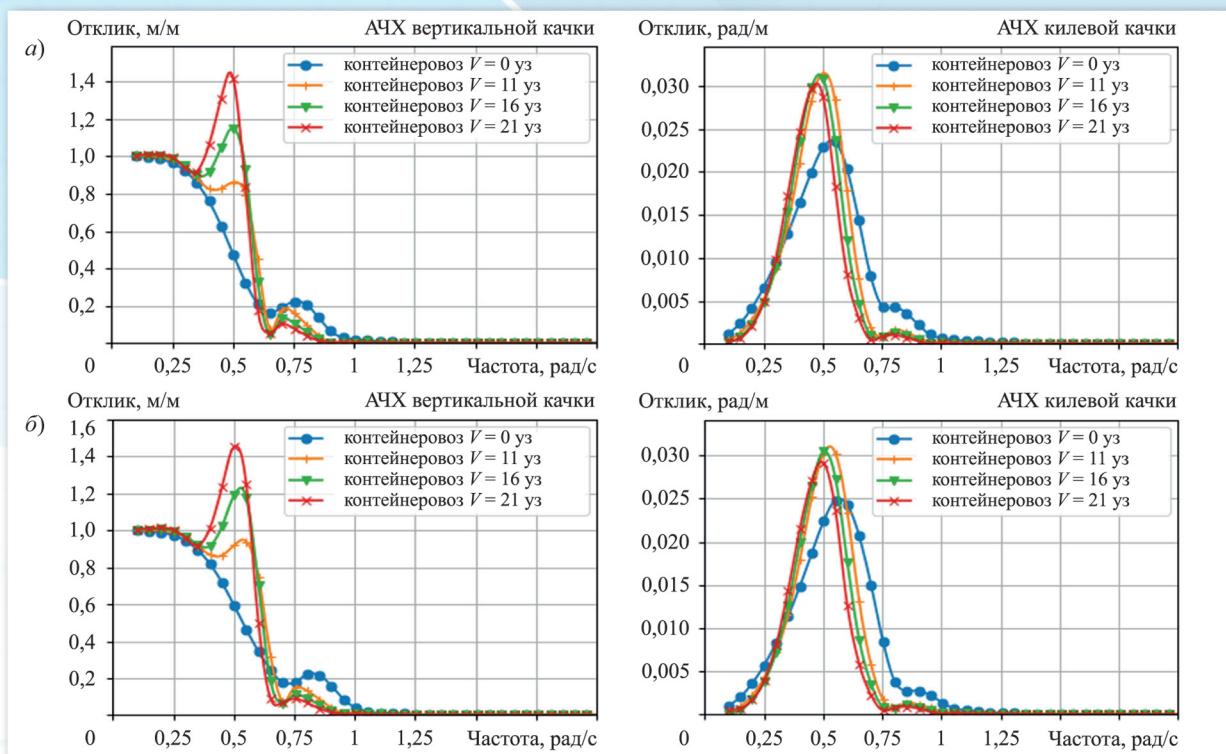 а)
Отклик, м/м АЧХ вертикальной качки
контейнеровоз V = 0 уз
контейнеровоз V = 11 уз
контейнеровоз V = 16 уз
контейнеровоз V = 21 уз
1,4
1,2
1,0
0,8
0,6
0,4
0,2
0 0,25 0,5 0,75 1 1,25 Частота, рад/с
Отклик, рад/м АЧХ килевой качки
контейнеровоз V = 0 уз
контейнеровоз V = 11 уз
контейнеровоз V = 16 уз
контейнеровоз V = 21 уз
0,030
0,025
0,020
0,015
0,010
0,005
0 0,25 0,5 0,75 1 1,25 Частота, рад/с
б)
Отклик, м/м АЧХ вертикальной качки
контейнеровоз V = 0 уз
контейнеровоз V = 11 уз
контейнеровоз V = 16 уз
контейнеровоз V = 21 уз
1,6
1,4
1,2
1,0
0,8
0,6
0,4
0,2
0 0,25 0,5 0,75 1 1,25 Частота, рад/с
Отклик, рад/м АЧХ килевой качки
контейнеровоз V = 0 уз
контейнеровоз V = 11 уз
контейнеровоз V = 16 уз
контейнеровоз V = 21 уз
0,030
0,025
0,020
0,015
0,010
0,005
0 0,25 0,5 0,75 1 1,25 Частота, рад/с